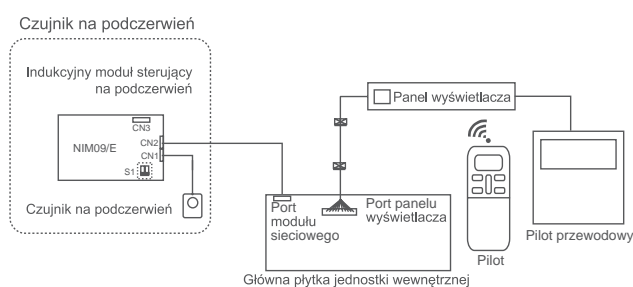 Czujnik na podczerwień
Indukcyjny moduł sterujący
na podczerwień
CN3
NIM09/E
CN2
CN1
S1
Czujnik na podczerwień
Panel wyświetlacza
Port
modułu
sieciowego
Port panelu
wyświetlacza
Pilot
Pilot przewodowy
Główna płytka jednostki wewnętrznej